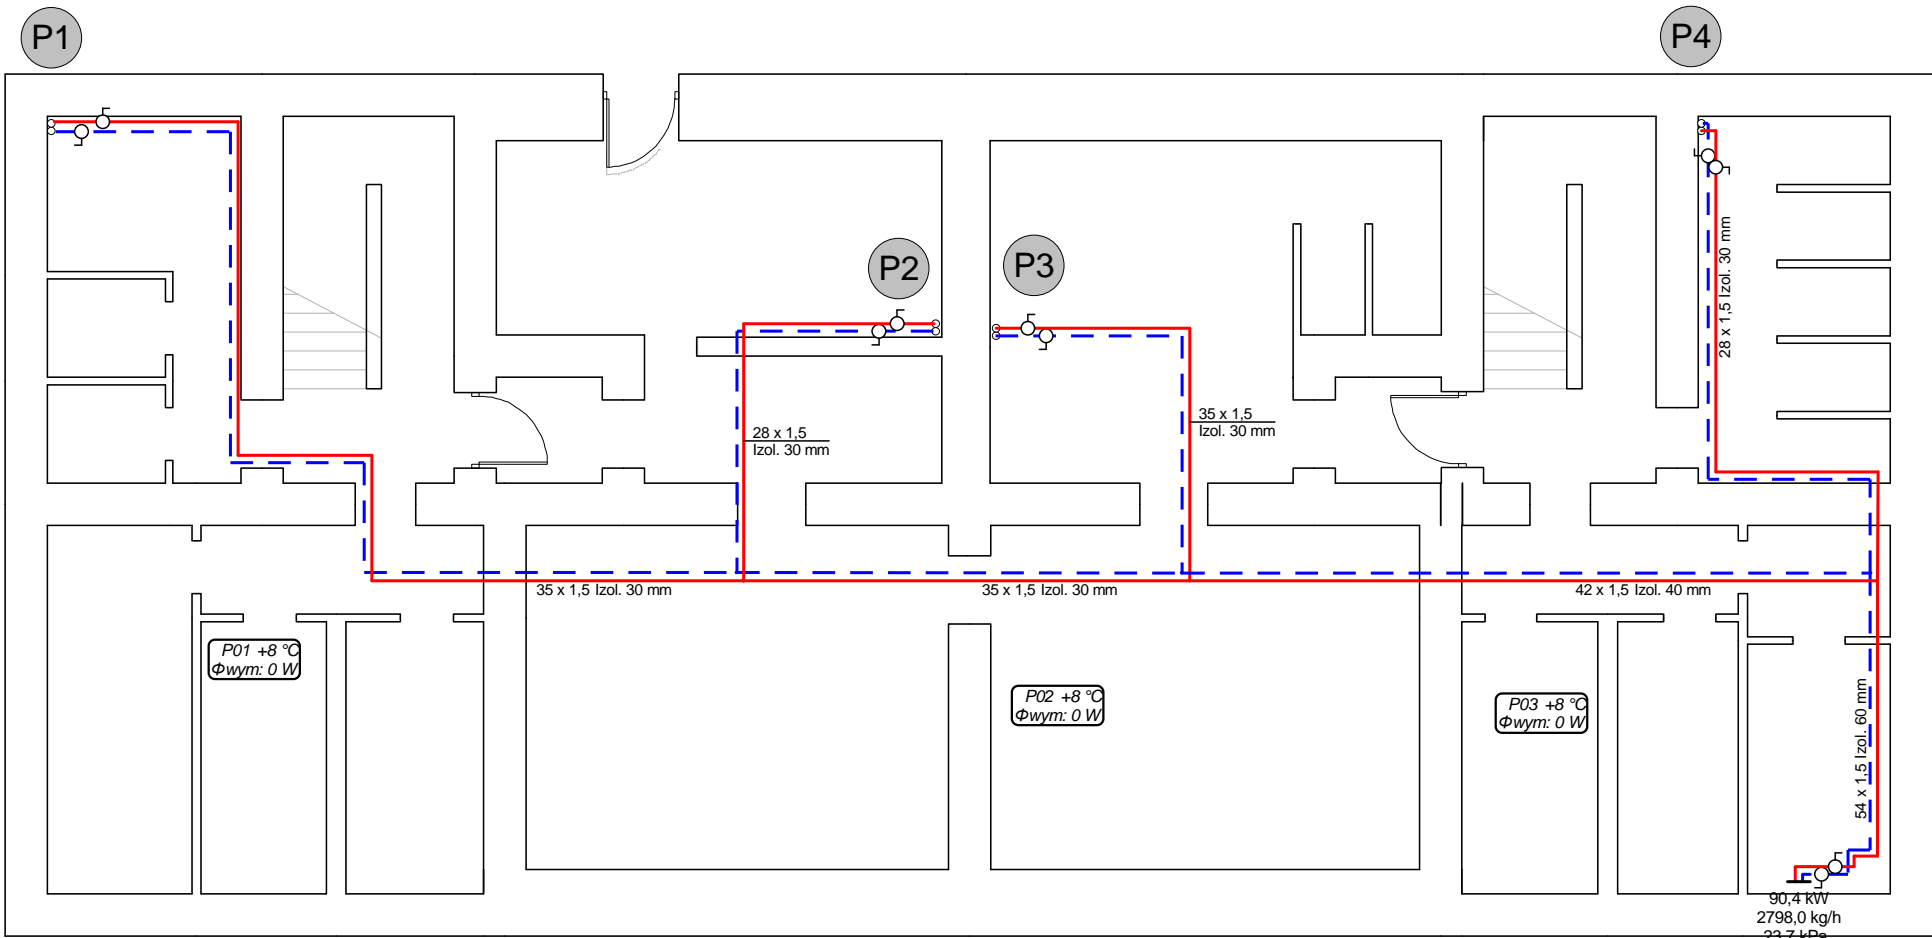 P1
P4
P2
P3
28 x 1,5 Izol. 30 mm
28 x 1,5
Izol. 30 mm
35 x 1,5
Izol. 30 mm
35 x 1,5 Izol. 30 mm
35 x 1,5 Izol. 30 mm
42 x 1,5 Izol. 40 mm
P01 +8 °C
Φwym: 0 W
P02 +8 °C
Φwym: 0 W
P03 +8 °C
Φwym: 0 W
54 x 1,5 Izol. 60 mm
90,4 kW
2798,0 kg/h
23,7 kPa